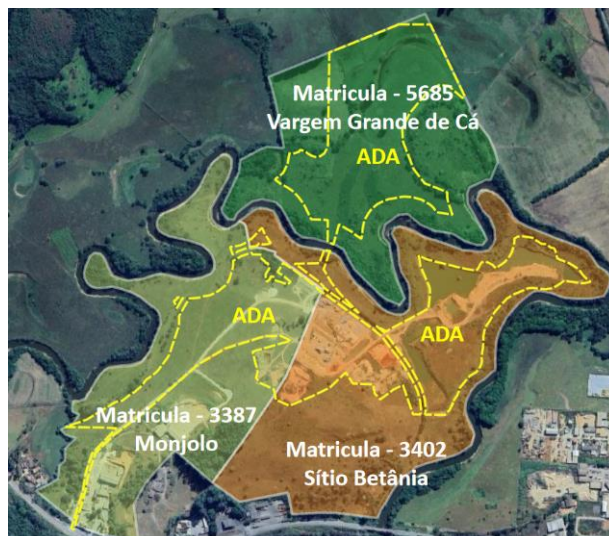 Matricula - 5685
Vargem Grande de Cá
ADA
ADA
ADA
Matricula - 3387
Monjolo
Matricula - 3402
Sítio Betânia